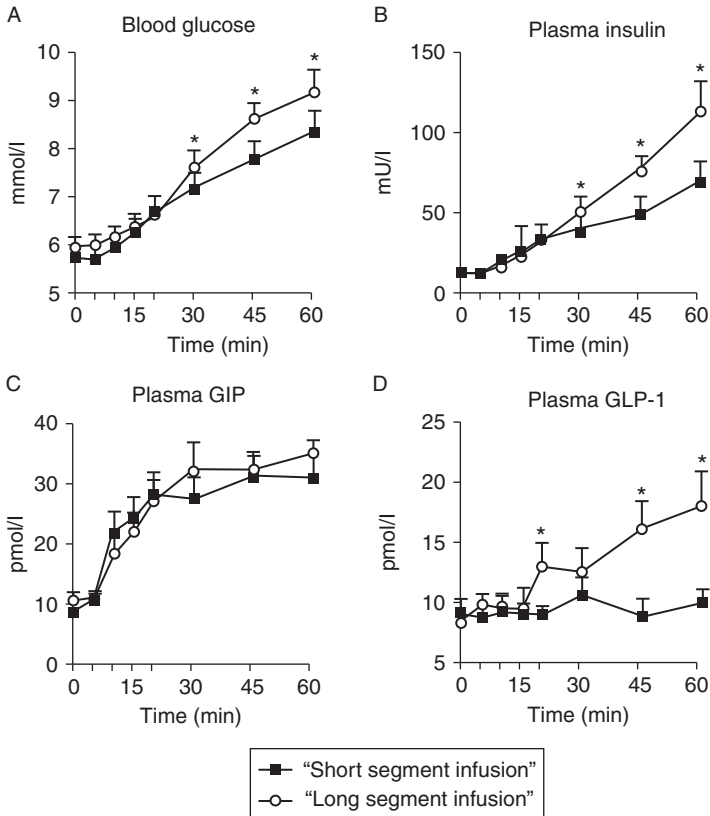 A
Blood glucose
10
9
8
7
6
5
mmol/l
* * *
0 15 30 45 60
Time (min)
B
Plasma insulin
150
100
50
0
mU/l
* * *
0 15 30 45 60
Time (min)
C
Plasma GIP
40
30
20
10
0
pmol/l
0 15 30 45 60
Time (min)
D
Plasma GLP-1
25
20
15
10
5
pmol/l
* * *
0 15 30 45 60
Time (min)
“Short segment infusion”
“Long segment infusion”